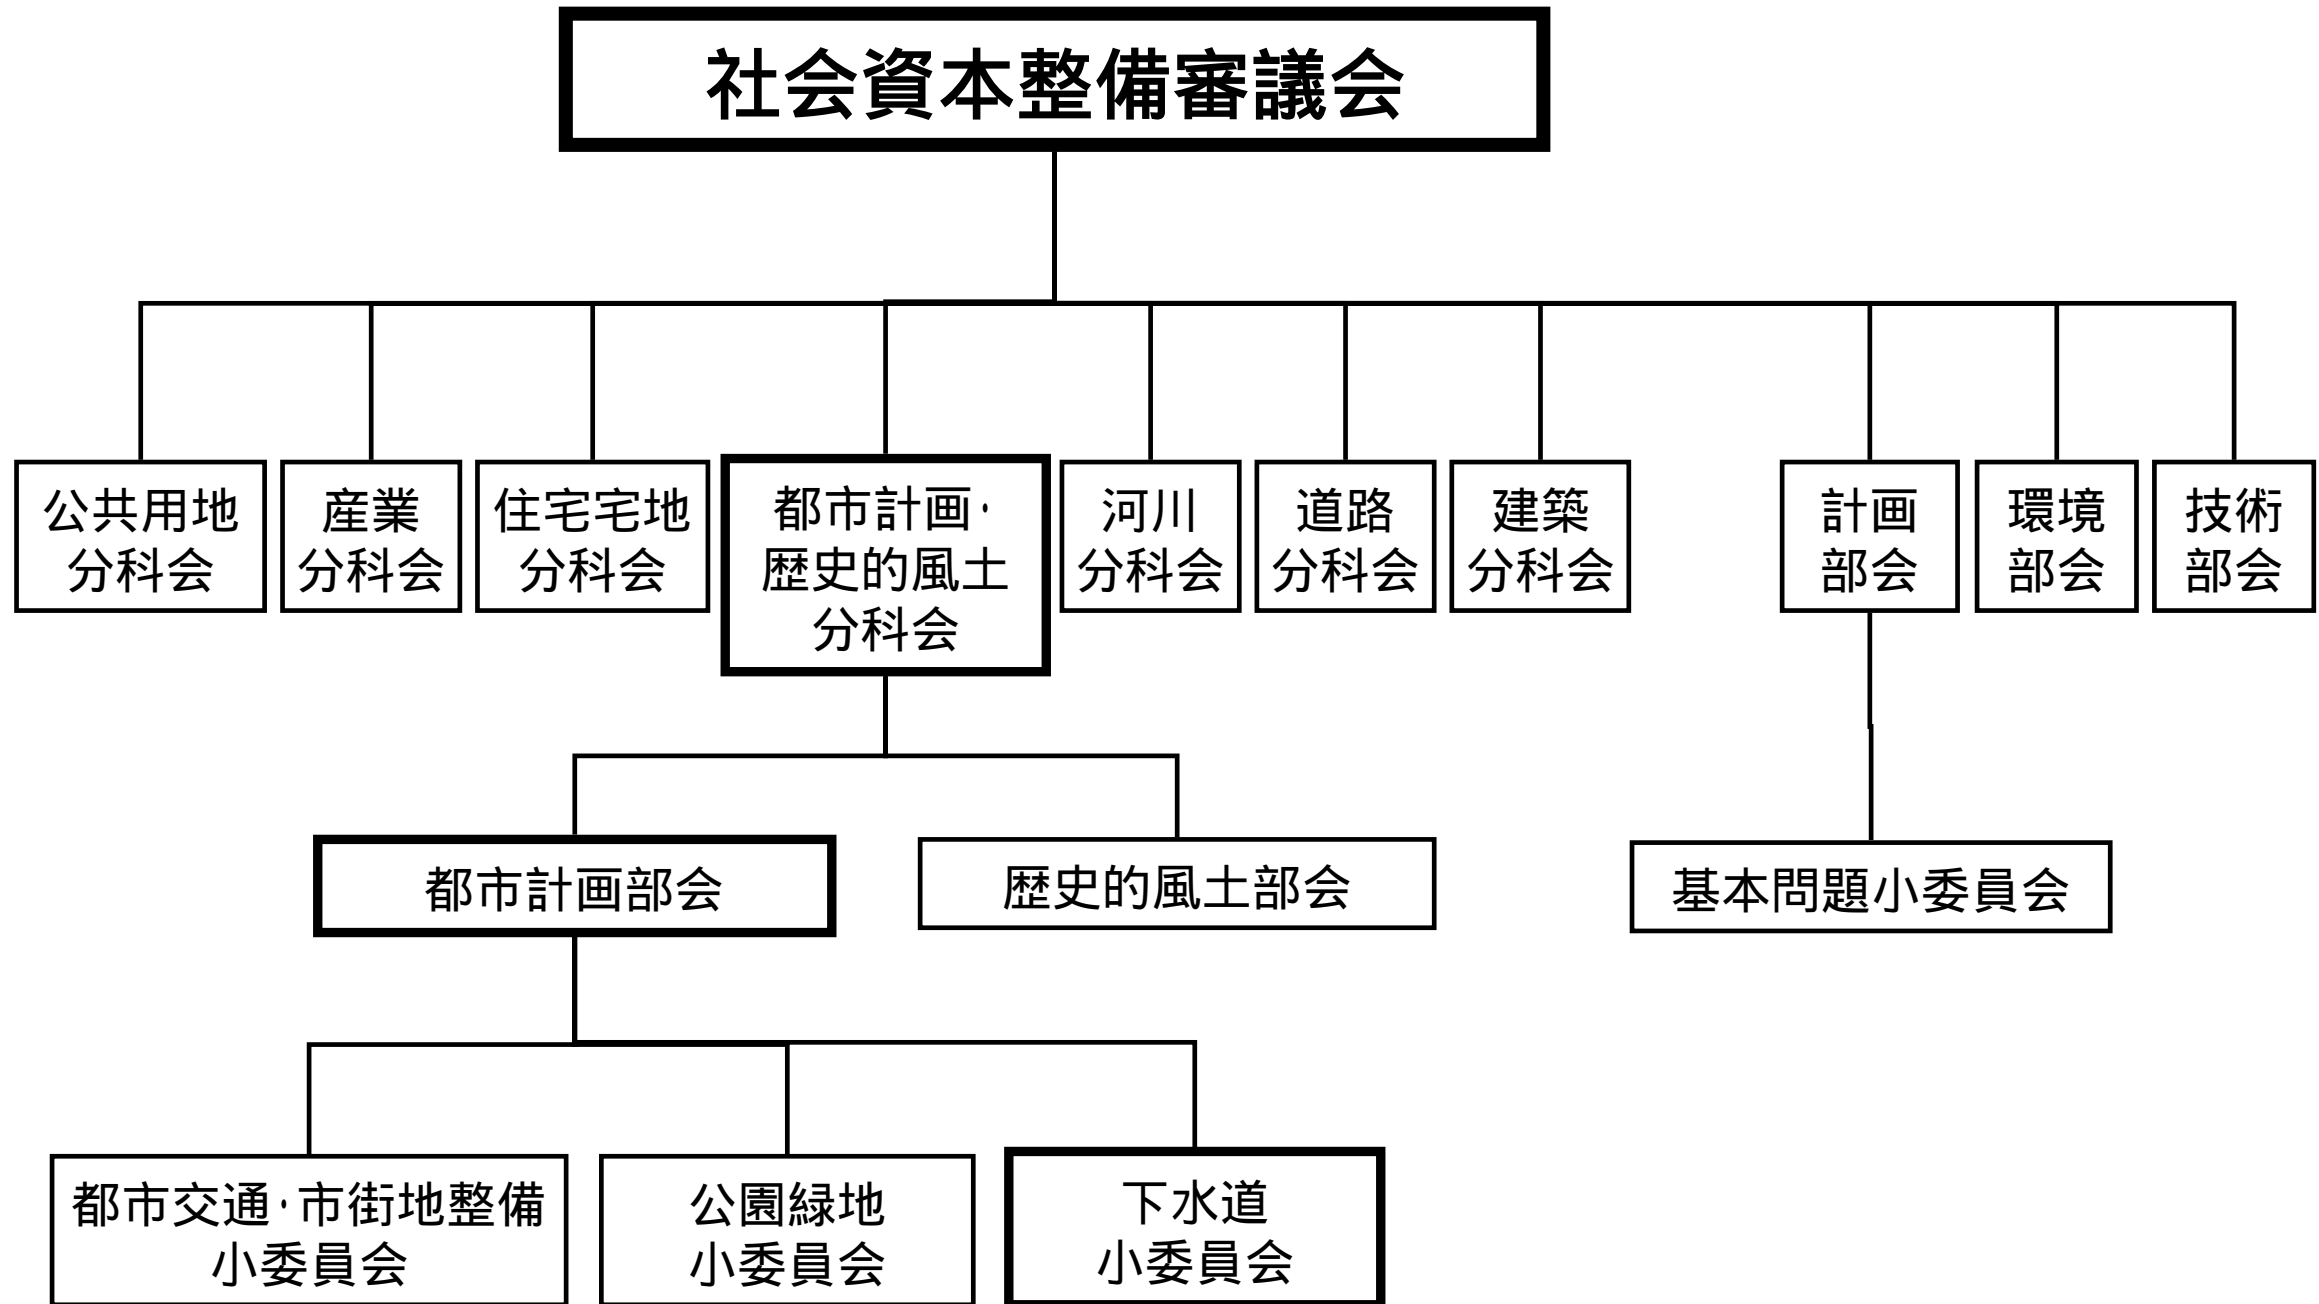 社会資本整備審議会
公共用地
分科会
産業
分科会
住宅宅地
分科会
都市計画・
歴史的風土
分科会
河川
分科会
道路
分科会
建築
分科会
計画
部会
環境
部会
技術
部会
都市計画部会
歴史的風土部会
基本問題小委員会
都市交通・市街地整備
小委員会
公園緑地
小委員会
下水道
小委員会